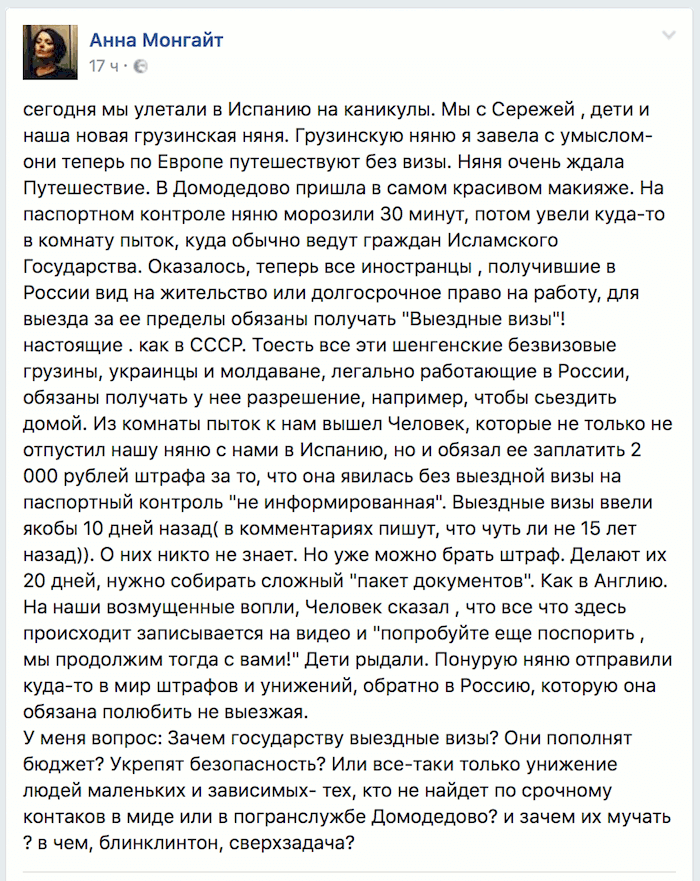 Анна Монгайт
17 ч ·
сегодня мы улетали в Испанию на каникулы. Мы с Сережей , дети и
наша новая грузинская няня. Грузинскую няню я завела с умыслом-
они теперь по Европе путешествуют без визы. Няня очень ждала
Путешествие. В Домодедово пришла в самом красивом макияже. На
паспортном контроле няню морозили 30 минут, потом увели куда-то
в комнату пыток, куда обычно ведут граждан Исламского
Государства. Оказалось, теперь все иностранцы , получившие в
России вид на жительство или долгосрочное право на работу, для
выезда за ее пределы обязаны получать "Выездные визы"!
настоящие . как в СССР. Тоесть все эти шенгенские безвизовые
грузины, украинцы и молдаване, легально работающие в России,
обязаны получать у нее разрешение, например, чтобы сьездить
домой. Из комнаты пыток к нам вышел Человек, которые не только не
отпустил нашу няню с нами в Испанию, но и обязал ее заплатить 2
000 рублей штрафа за то, что она явилась без выездной визы на
паспортный контроль "не информированная". Выездные визы ввели
якобы 10 дней назад( в комментариях пишут, что чуть ли не 15 лет
назад)). О них никто не знает. Но уже можно брать штраф. Делают их
20 дней, нужно собирать сложный "пакет документов". Как в Англию.
На наши возмущенные вопли, Человек сказал , что все что здесь
происходит записывается на видео и "попробуйте еще поспорить ,
мы продолжим тогда с вами!" Дети рыдали. Понурую няню отправили
куда-то в мир штрафов и унижений, обратно в Россию, которую она
обязана полюбить не выезжая.
У меня вопрос: Зачем государству выездные визы? Они пополнят
бюджет? Укрепят безопасность? Или все-таки только унижение
людей маленьких и зависимых- тех, кто не найдет по срочному
контаков в миде или в погранслужбе Домодедово? и зачем их мучать
? в чем, блинклинтон, сверхзадача?